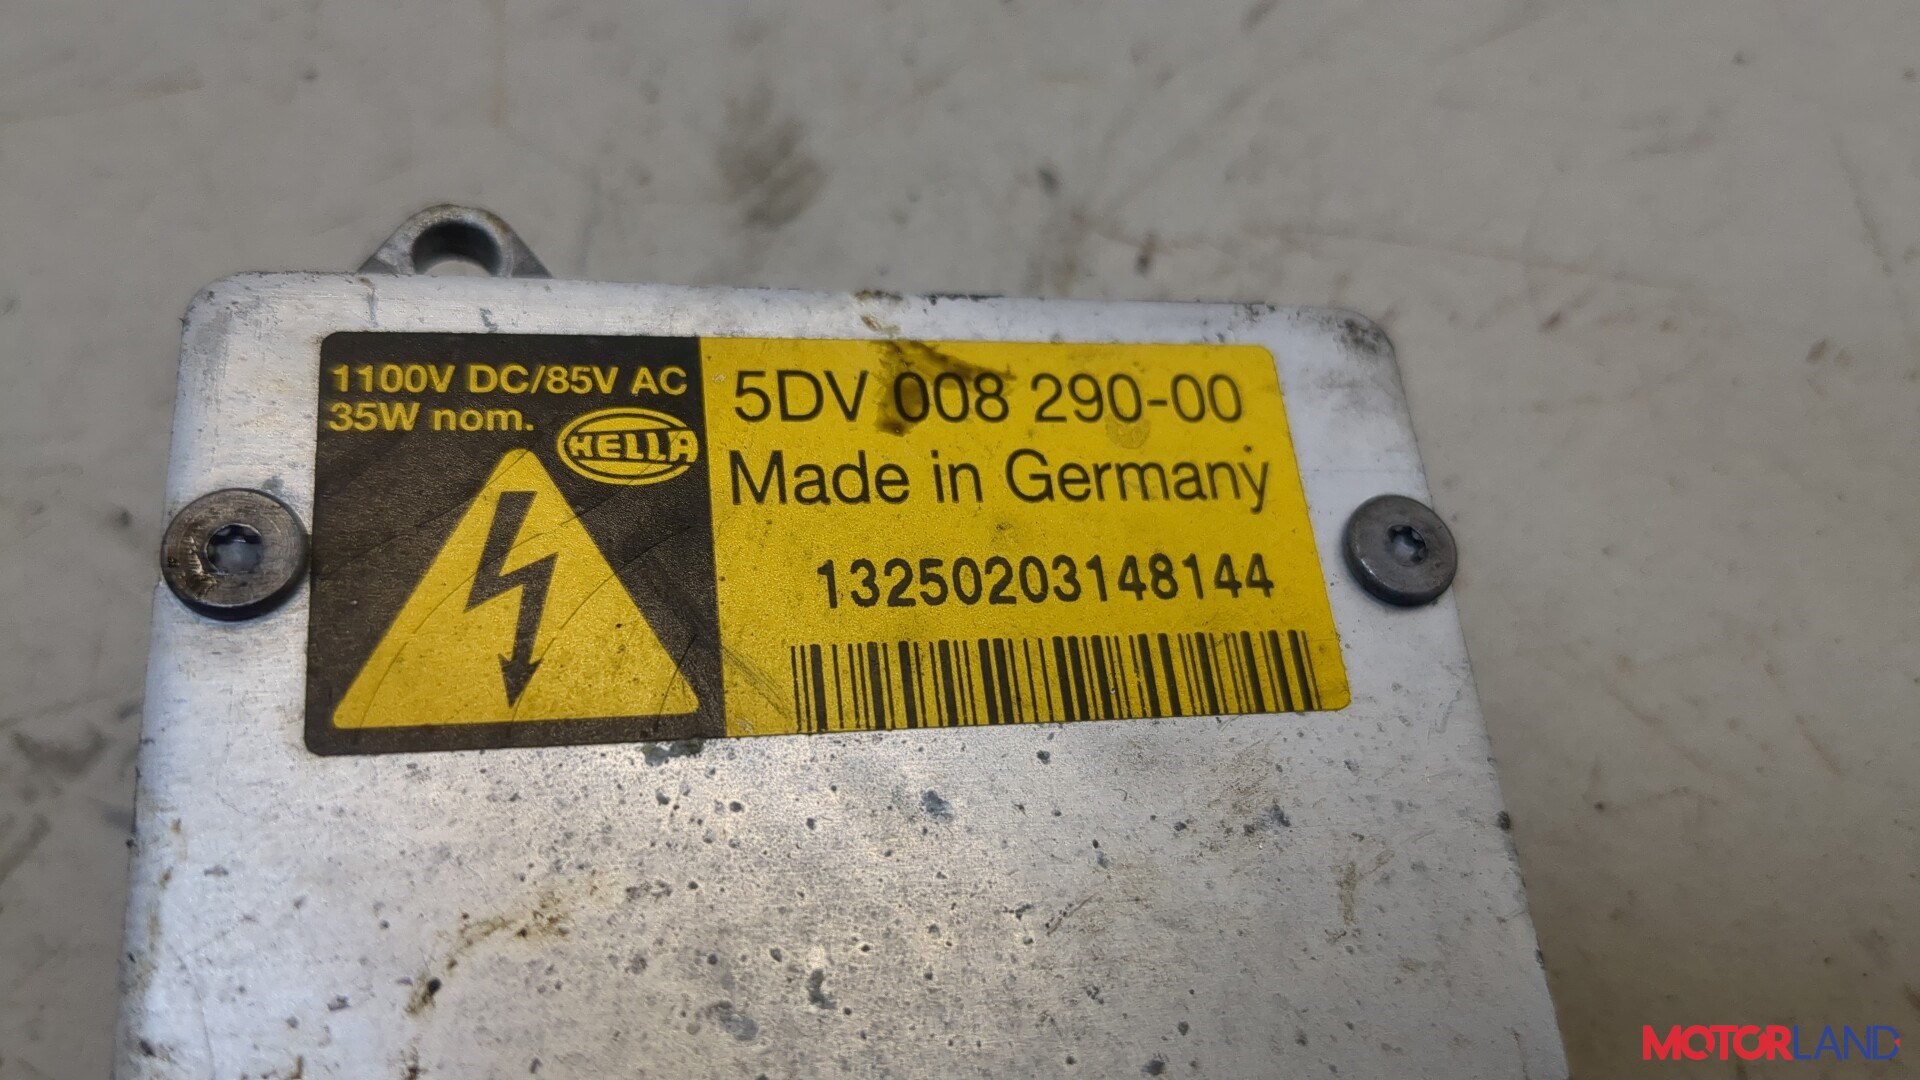 1100V DC/85V AC
35W nom.
HELLA
5DV 008 290-00
Made in Germany
13250203148144
MOTORLAND